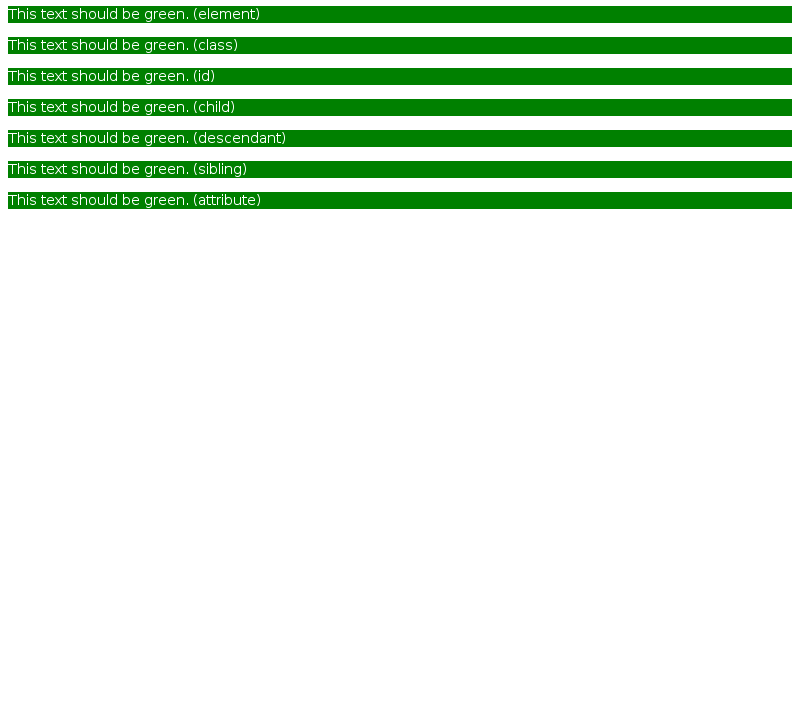 This text should be green. (element)
This text should be green. (class)
This text should be green. (id)
This text should be green. (child)
This text should be green. (descendant)
This text should be green. (sibling)
This text should be green. (attribute)